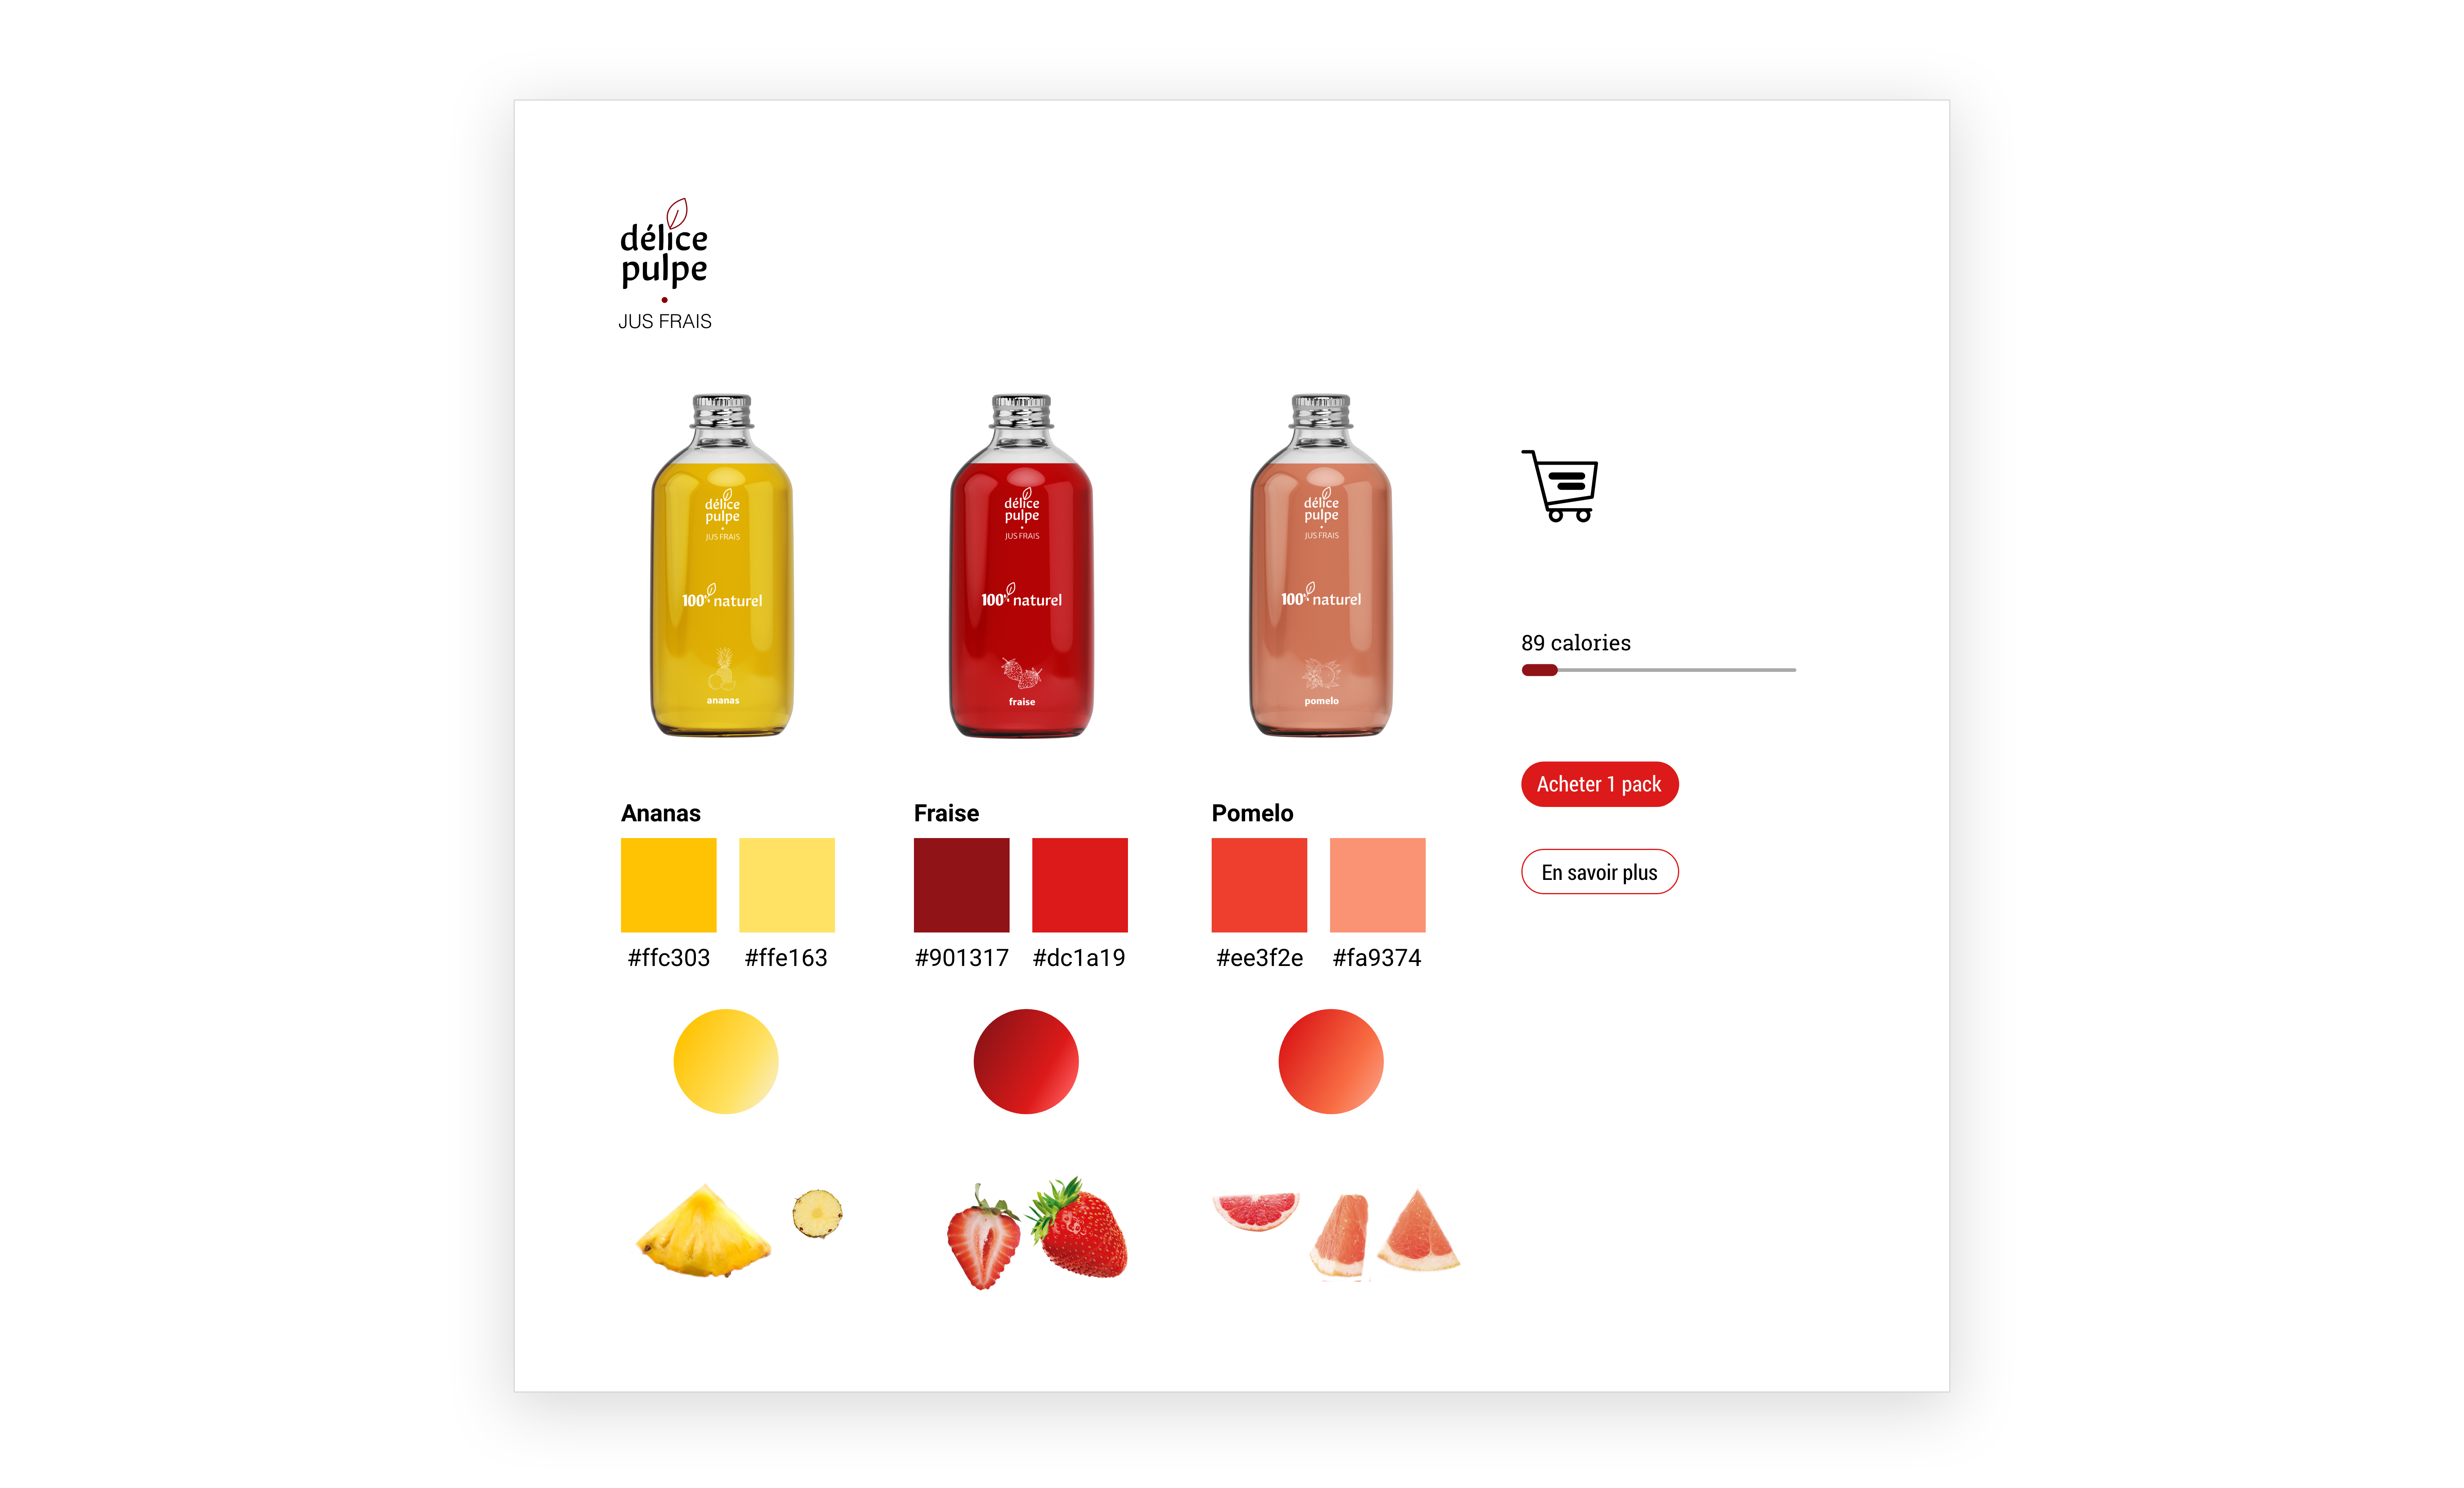 délice
pulpe
JUS FRAIS
délice
pulpe
JUS FRAIS
100% naturel
ananas
délice
pulpe
JUS FRAIS
100% naturel
fraise
délice
pulpe
JUS FRAIS
100% naturel
pomelo
89 calories
Acheter 1 pack
En savoir plus
Ananas
#ffc303 #ffe163
Fraise
#901317 #dc1a19
Pomelo
#ee3f2e #fa9374